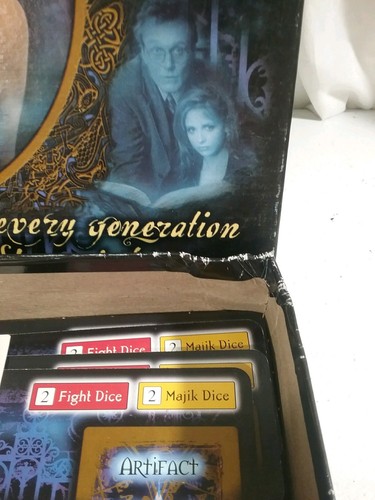 every generation
2 Fight Dice 2 Majik Dice
2 Fight Dice 2 Majik Dice
ARTIFACT